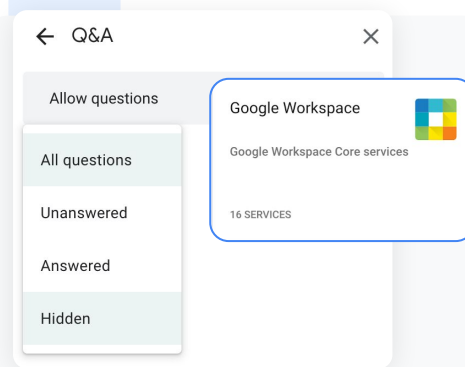 Q&A
Allow questions
All questions
Unanswered
Answered
Hidden
Google Workspace
Google Workspace Core services
16 SERVICES